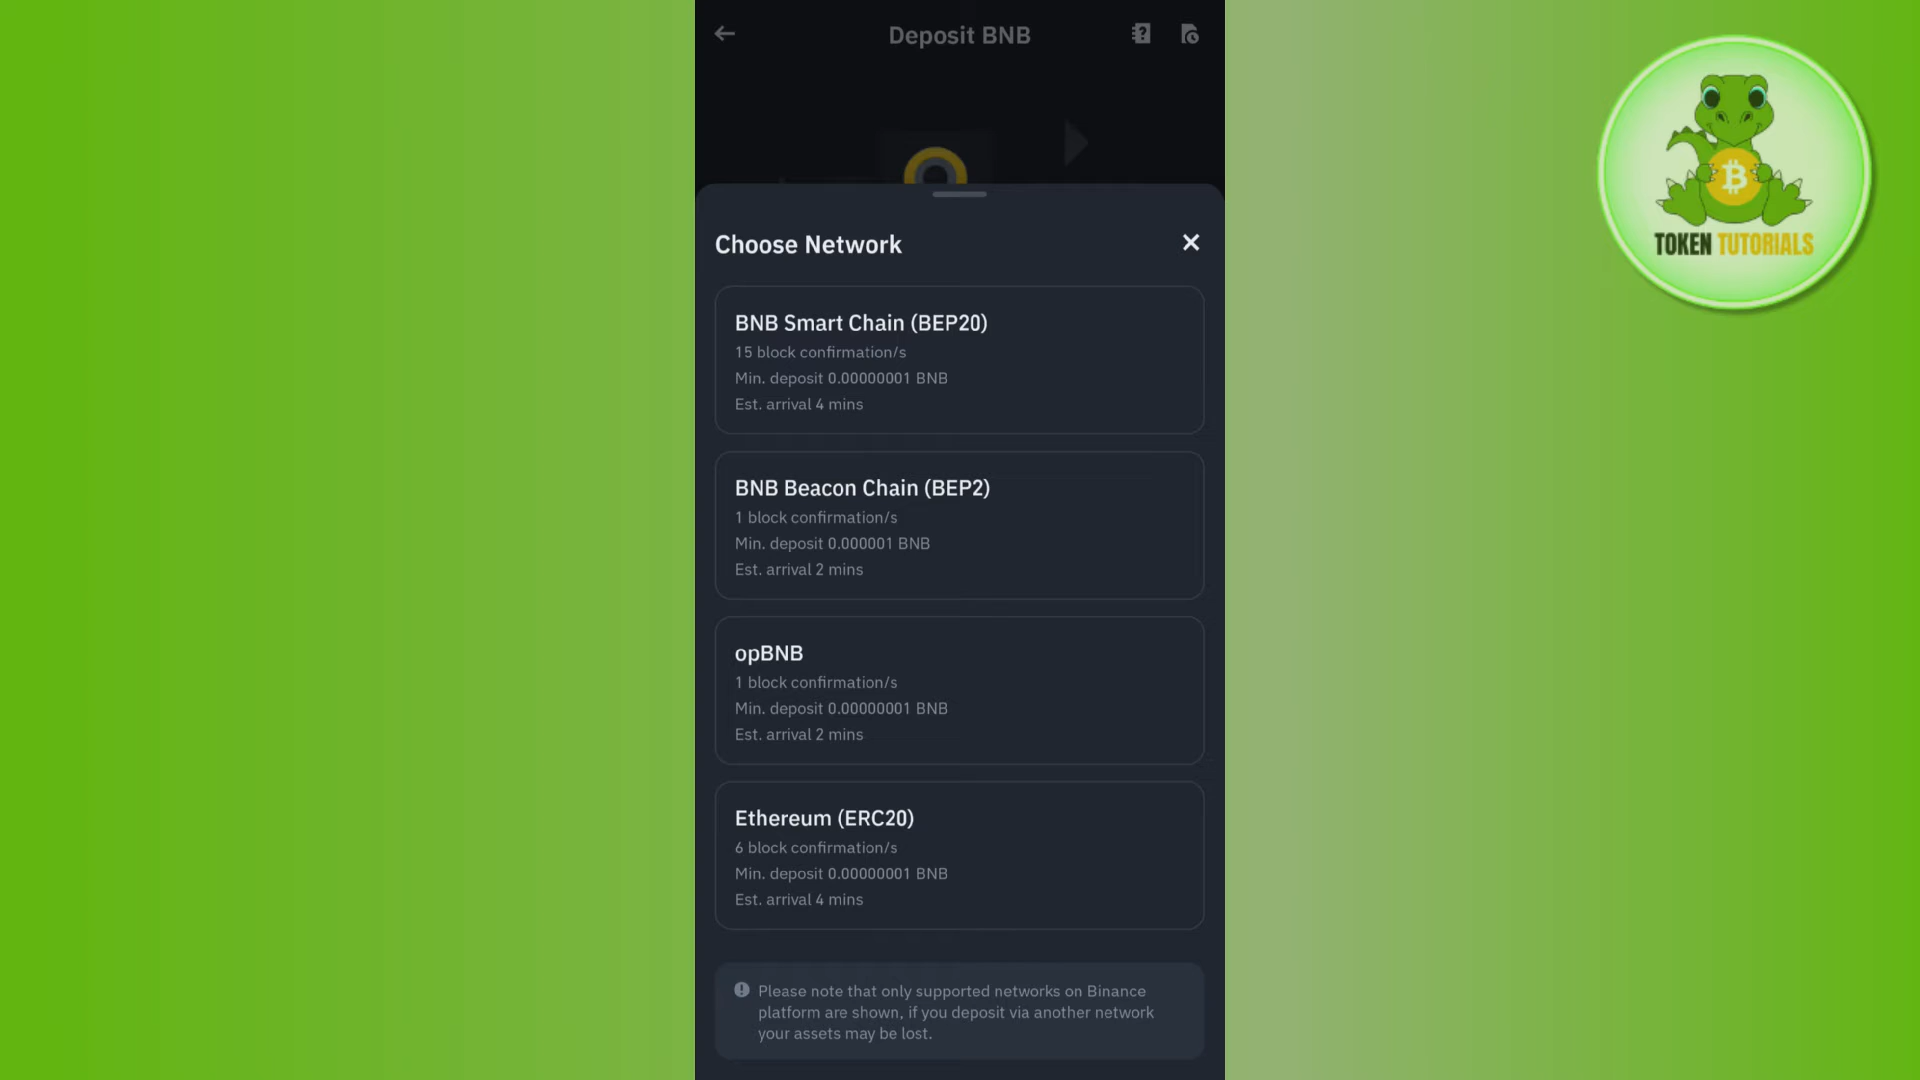 Deposit BNB
Choose Network
BNB Smart Chain (BEP20)
15 block confirmation/s
Min. deposit 0.00000001 BNB
Est. arrival 4 mins
BNB Beacon Chain (BEP2)
1 block confirmation/s
Min. deposit 0.000001 BNB
Est. arrival 2 mins
opBNB
1 block confirmation/s
Min. deposit 0.00000001 BNB
Est. arrival 2 mins
Ethereum (ERC20)
6 block confirmation/s
Min. deposit 0.00000001 BNB
Est. arrival 4 mins
Please note that only supported networks on Binance
platform are shown, if you deposit via another network
your assets may be lost.
TOKEN TUTORIALS